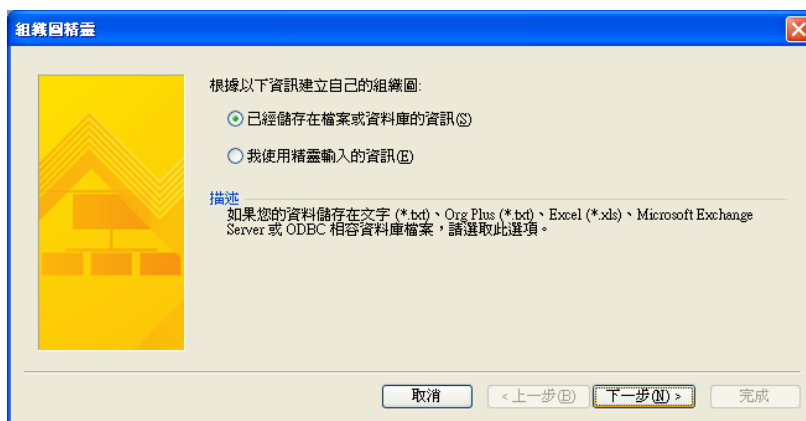 組織圖精靈
根據以下資訊建立自己的組織圖:
已經儲存在檔案或資料庫的資訊(S)
我使用精靈輸入的資訊(E)
描述
如果您的資料儲存在文字 (*.txt)、Org Plus (*.txt)、Excel (*.xls)、Microsoft Exchange
Server 或 ODBC 相容資料庫檔案，請選取此選項。
取消
<上一步(B)
下一步(N) >
完成